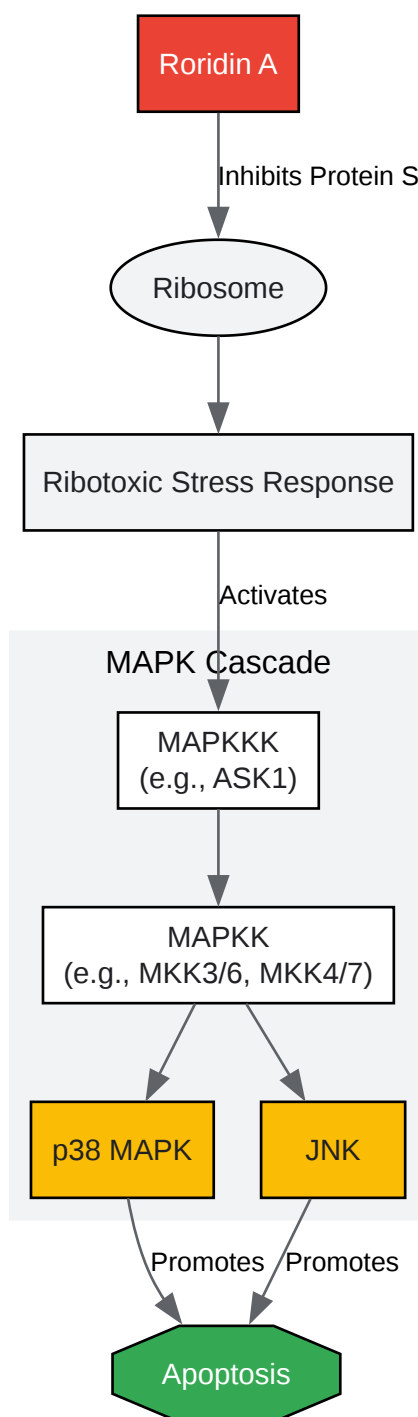 Roridin A
Inhibits Protein S
Ribosome
Ribotoxic Stress Response
Activates
MAPK Cascade
MAPKKK
(e.g., ASK1)
MAPKK
(e.g., MKK3/6, MKK4/7)
p38 MAPK
JNK
Promotes
Promotes
Apoptosis